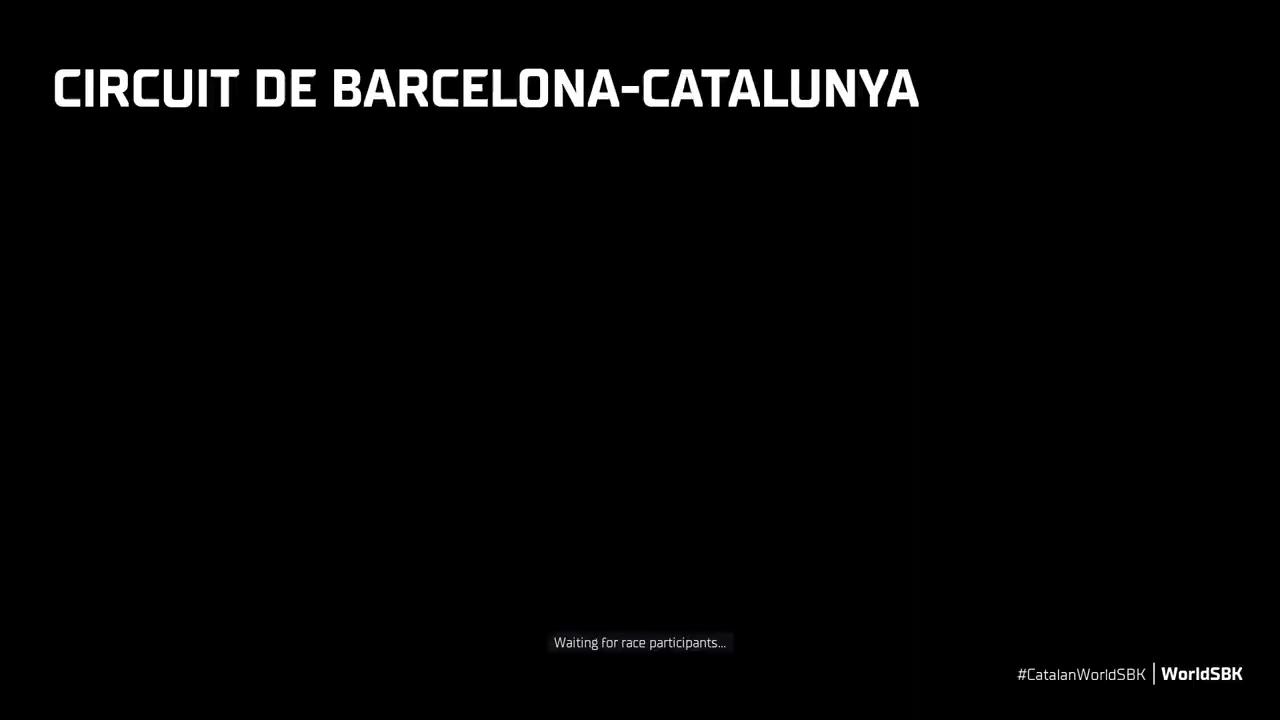 CIRCUIT DE BARCELONA-CATALUNYA
Waiting for race participants...
#CatalanWorldSBK | WorldSBK